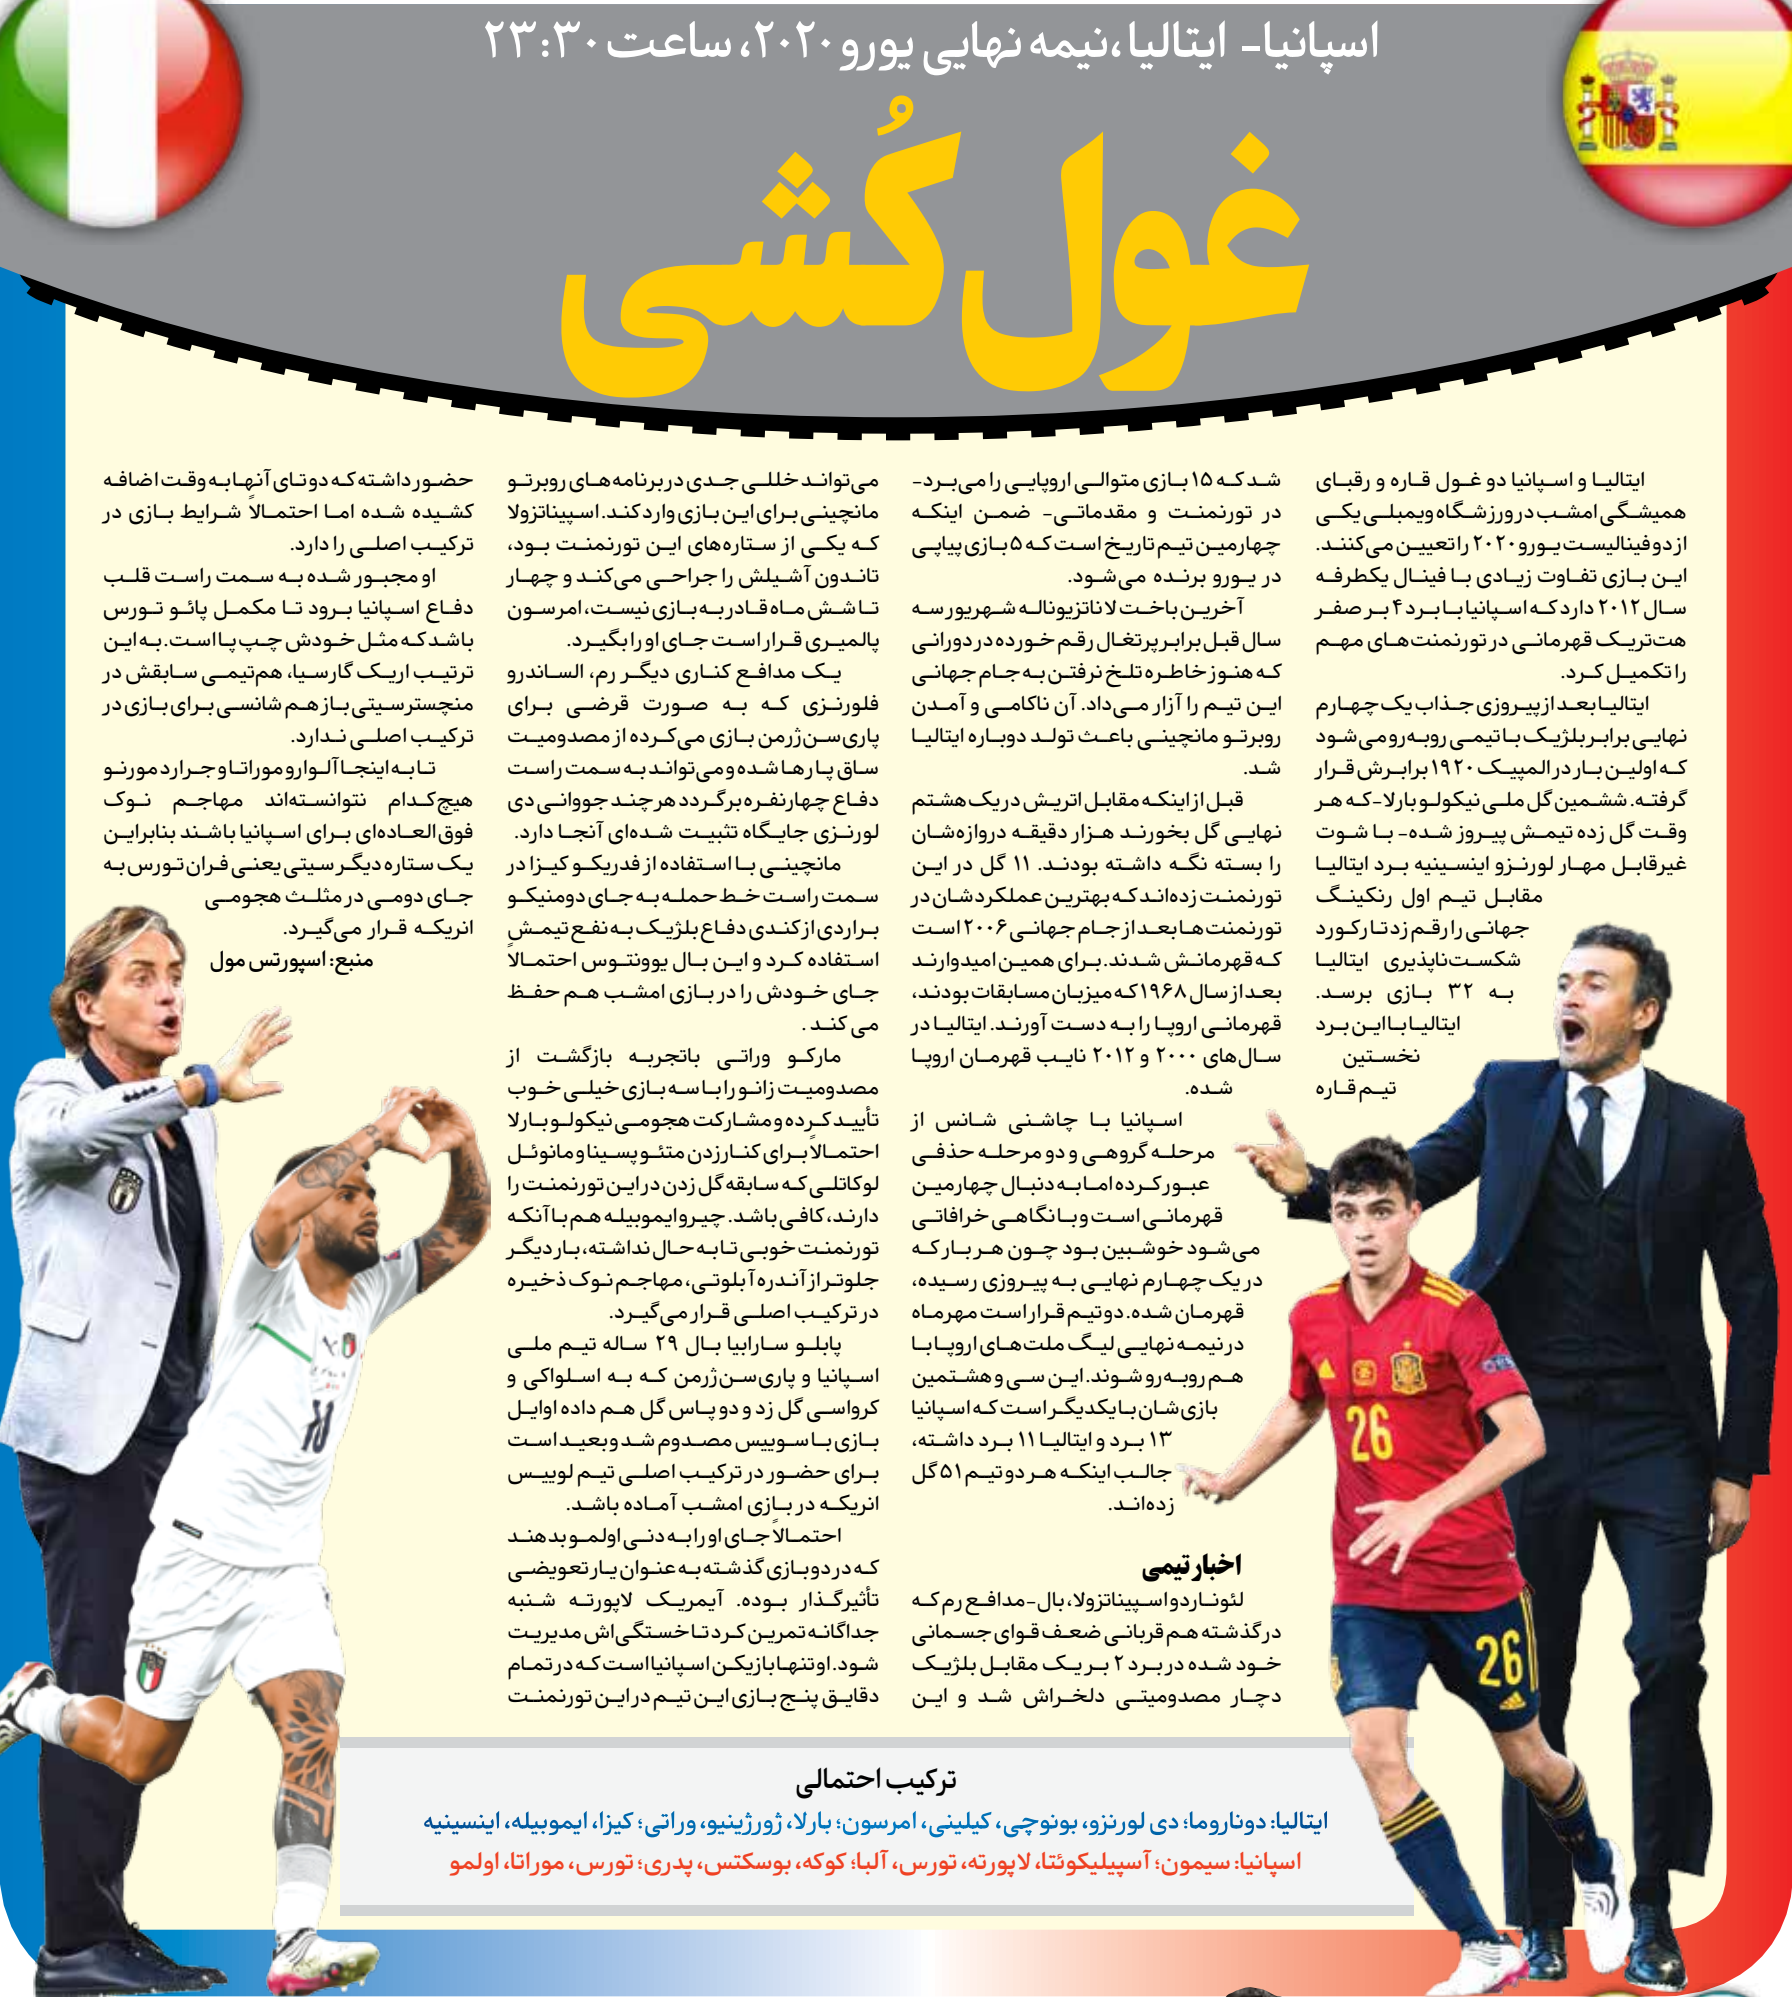 اسپانیا- ایتالیا،نیمه نهایی یورو ۲۰۲۰، ساعت ۲۳:۳۰
غول‌کُشی
ایتالیا و اسپانیا دو غول قاره و رقبای
همیشگی امشب در ورزشگاه ویمبلی یکی
از دو فینالیست یورو ۲۰۲۰ را تعیین می‌کنند.
این بازی تفاوت زیادی با فینال یکطرفه
سال ۲۰۱۲ دارد که اسپانیا با برد ۴ بر صفر
هت‌تریک قهرمانی در تورنمنت‌های مهم
را تکمیل کرد.
ایتالیا بعد از پیروزی جذاب یک چهارم
نهایی برابر بلژیک با تیمی روبه‌رو می‌شود
که اولین بار در المپیک ۱۹۲۰ برابرش قرار
گرفته. ششمین گل ملی نیکولو بارلا-که هر
وقت گل زده تیمش پیروز شده- با شوت
غیرقابل مهار لورنزو اینسینیه برد ایتالیا
مقابل تیم اول رنکینگ
جهانی را رقم زد تا رکورد
شکست‌ناپذیری ایتالیا
به ۳۲ بازی برسد.
ایتالیا با این برد
نخستین
تیم قاره
شد که ۱۵ بازی متوالی اروپایی را می‌برد-
در تورنمنت و مقدماتی- ضمن اینکه
چهارمین تیم تاریخ است که ۵ بازی پیاپی
در یورو برنده می‌شود.
آخرین باخت لاناتزیوناله شهریور سه
سال قبل برابر پرتغال رقم خورده در دورانی
که هنوز خاطره تلخ نرفتن به جام جهانی
این تیم را آزار می‌داد. آن ناکامی و آمدن
روبرتو مانچینی باعث تولد دوباره ایتالیا
شد.
قبل از اینکه مقابل اتریش در یک هشتم
نهایی گل بخورند هزار دقیقه دروازه‌شان
را بسته نگه داشته بودند. ۱۱ گل در این
تورنمنت زده‌اند که بهترین عملکردشان در
تورنمنت‌ها بعد از جام جهانی ۲۰۰۶ است
که قهرمانش شدند. برای همین امیدوارند
بعد از سال ۱۹۶۸ که میزبان مسابقات بودند،
قهرمانی اروپا را به دست آورند. ایتالیا در
سال‌های ۲۰۰۰ و ۲۰۱۲ نایب قهرمان اروپا
شده.
اسپانیا با چاشنی شانس از
مرحله گروهی و دو مرحله حذفی
عبور کرده اما به دنبال چهارمین
قهرمانی است و با نگاهی خرافاتی
می‌شود خوشبین بود چون هر بار که
در یک چهارم نهایی به پیروزی رسیده،
قهرمان شده. دو تیم قرار است مهرماه
در نیمه نهایی لیگ ملت‌های اروپا با
هم روبه‌رو شوند. این سی و هشتمین
بازی‌شان با یکدیگر است که اسپانیا
۱۳ برد و ایتالیا ۱۱ برد داشته،
جالب اینکه هر دو تیم ۵۱ گل
زده‌اند.
اخبار تیمی
لئوناردو اسپیناتزولا، بال-مدافع رم که
در گذشته هم قربانی ضعف قوای جسمانی
خود شده در برد ۲ بر یک مقابل بلژیک
دچار مصدومیتی دلخراش شد و این
می‌تواند خللی جدی در برنامه‌های روبرتو
مانچینی برای این بازی وارد کند. اسپیناتزولا
که یکی از ستاره‌های این تورنمنت بود،
تاندون آشیلش را جراحی می‌کند و چهار
تا شش ماه قادر به بازی نیست، امرسون
پالمیری قرار است جای او را بگیرد.
یک مدافع کناری دیگر رم، الساندرو
فلورنزی که به صورت قرضی برای
پاری‌سن‌ژرمن بازی می‌کرده از مصدومیت
ساق پا رها شده و می‌تواند به سمت راست
دفاع چهارنفره برگردد هرچند جووانی دی
لورنزی جایگاه تثبیت شده‌ای آنجا دارد.
مانچینی با استفاده از فدریکو کیزا در
سمت راست خط حمله به جای دومنیکو
براردی از کندی دفاع بلژیک به نفع تیمش
استفاده کرد و این بال یوونتوس احتمالاً
جای خودش را در بازی امشب هم حفظ
می کند .
مارکو وراتی باتجربه بازگشت از
مصدومیت زانو را با سه بازی خیلی خوب
تأیید کرده و مشارکت هجومی نیکولو بارلا
احتمالاً برای کنار زدن متئو پسینا و مانوئل
لوکاتلی که سابقه گل زدن در این تورنمنت را
دارند، کافی باشد. چیرو ایموبیله هم با آنکه
تورنمنت خوبی تا به حال نداشته، بار دیگر
جلوتر از آندره آ بلوتی، مهاجم نوک ذخیره
در ترکیب اصلی قرار می‌گیرد.
پابلو سارابیا بال ۲۹ ساله تیم ملی
اسپانیا و پاری‌سن‌ژرمن که به اسلواکی و
کرواسی گل زد و دو پاس گل هم داده اوایل
بازی با سوییس مصدوم شد و بعید است
برای حضور در ترکیب اصلی تیم لوییس
انریکه در بازی امشب آماده باشد.
احتمالاً جای او را به دنی اولمو بدهند
که در دو بازی گذشته به عنوان یار تعویضی
تأثیرگذار بوده. آیمریک لاپورته شنبه
جداگانه تمرین کرد تا خستگی‌اش مدیریت
شود. او تنها بازیکن اسپانیا است که در تمام
دقایق پنج بازی این تیم در این تورنمنت
حضور داشته که دوتای آنها به وقت اضافه
کشیده شده اما احتمالاً شرایط بازی در
ترکیب اصلی را دارد.
او مجبور شده به سمت راست قلب
دفاع اسپانیا برود تا مکمل پائو تورس
باشد که مثل خودش چپ‌پا است. به این
ترتیب اریک گارسیا، هم‌تیمی سابقش در
منچسترسیتی باز هم شانسی برای بازی در
ترکیب اصلی ندارد.
تا به اینجا آلوارو موراتا و جرارد مورنو
هیچ‌کدام نتوانسته‌اند مهاجم نوک
فوق‌العاده‌ای برای اسپانیا باشند بنابراین
یک ستاره دیگر سیتی یعنی فران تورس به
جای دومی در مثلث هجومی
انریکه قرار می‌گیرد.
منبع: اسپورتس مول
26
26
10
ترکیب احتمالی
ایتالیا: دوناروما؛ دی لورنزو، بونوچی، کیلینی، امرسون؛ بارلا، ژورژینیو، وراتی؛ کیزا، ایموبیله، اینسینیه
اسپانیا: سیمون؛ آسپیلیکوئتا، لاپورته، تورس، آلبا؛ کوکه، بوسکتس، پدری؛ تورس، موراتا، اولمو